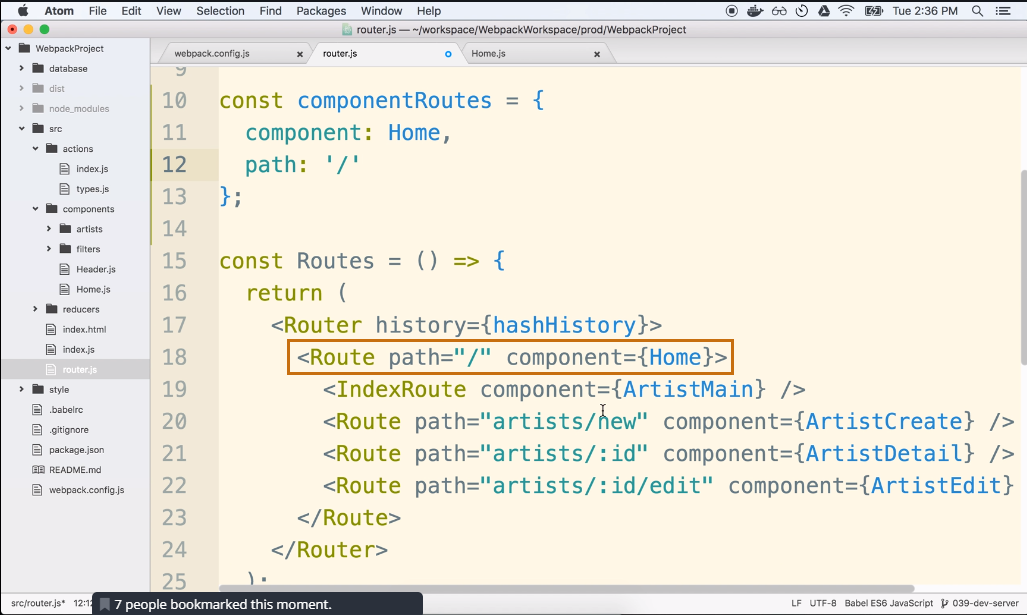 Atom File Edit View Selection Find Packages Window Help Tue 2:36 PM
router.js — ~/workspace/WebpackWorkspace/prod/WebpackProject
WebpackProject
database
dist
node_modules
src
actions
index.js
types.js
components
artists
filters
Header.js
Home.js
reducers
index.html
index.js
router.js
style
.babelrc
.gitignore
package.json
README.md
webpack.config.js
webpack.config.js router.js Home.js
9
10 const componentRoutes = {
11 component: Home,
12 path: '/'
13 };
14
15 const Routes = () => {
16 return (
17 <Router history={hashHistory}>
18 <Route path="/" component={Home}>
19 <IndexRoute component={ArtistMain} />
20 <Route path="artists/new" component={ArtistCreate} />
21 <Route path="artists/:id" component={ArtistDetail} />
22 <Route path="artists/:id/edit" component={ArtistEdit}
23 </Route>
24 </Router>
25 );
src/router.js* 12:12 LF UTF-8 Babel ES6 JavaScript 039-dev-server
7 people bookmarked this moment.